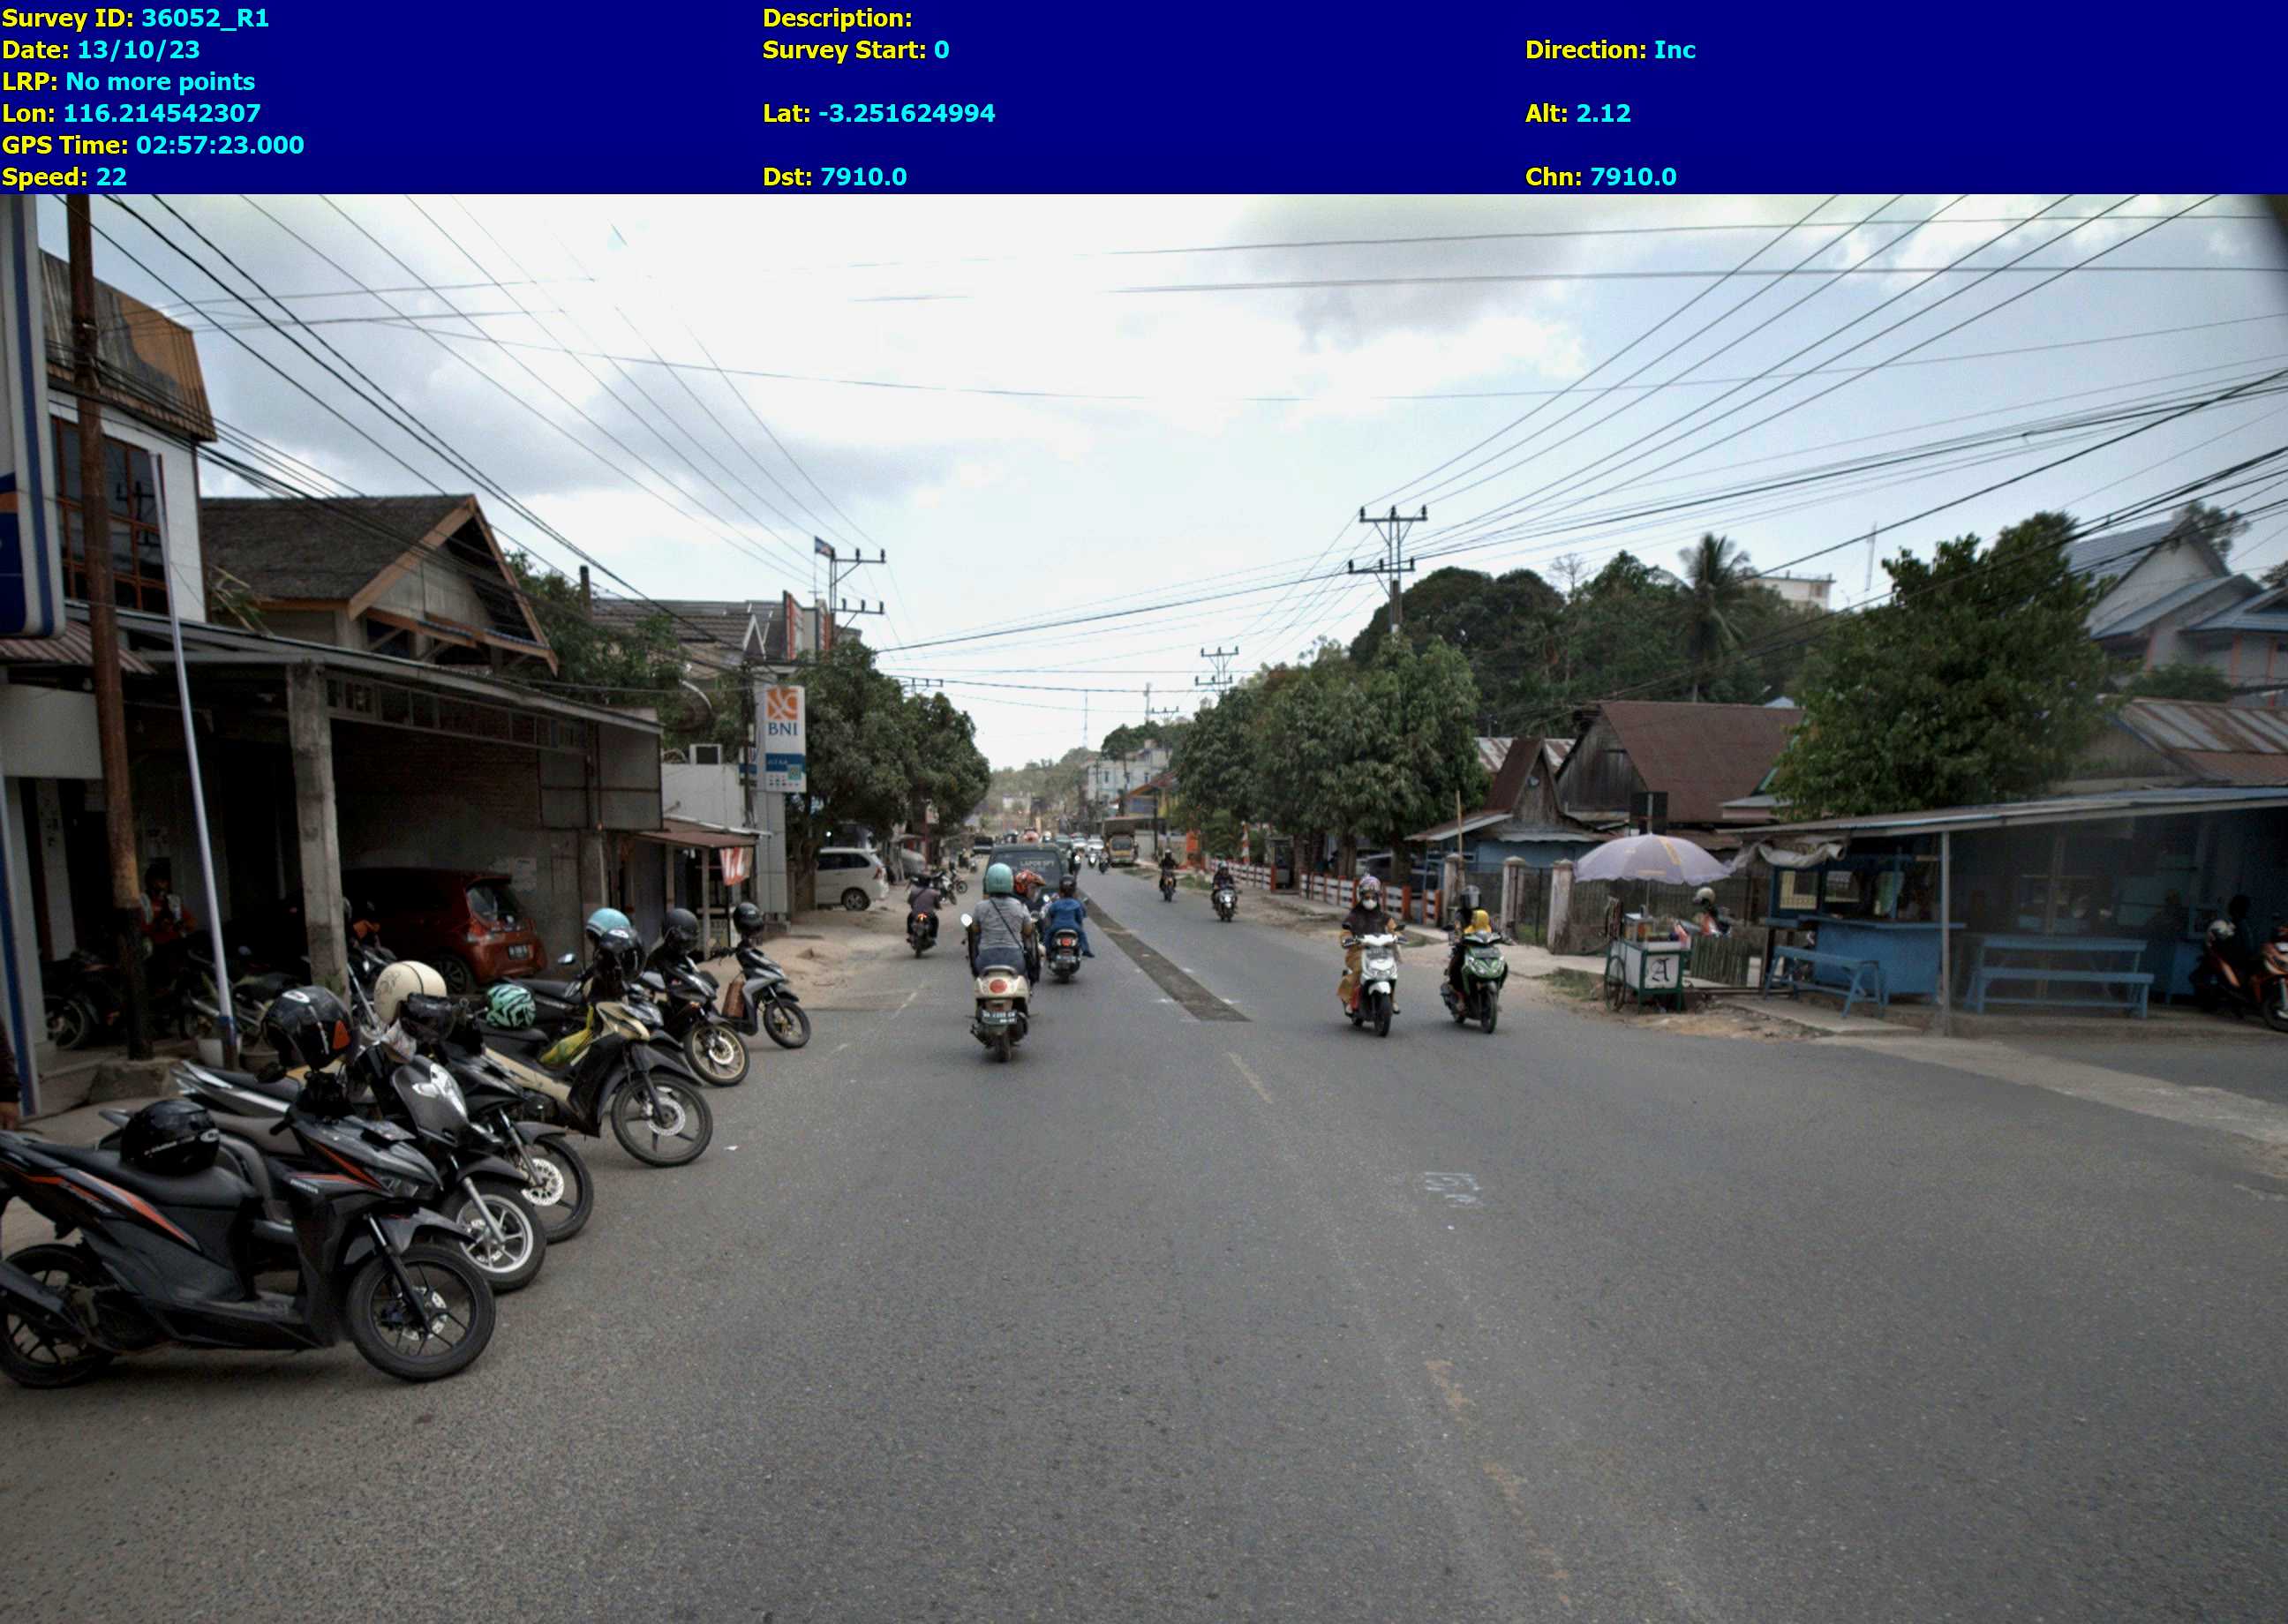 Survey ID: 36052_R1
Description:
Date: 13/10/23
Survey Start: 0
Direction: Inc
LRP: No more points
Lon: 116.214542307
Lat: -3.251624994
Alt: 2.12
GPS Time: 02:57:23.000
Speed: 22
Dst: 7910.0
Chn: 7910.0
BNI
A